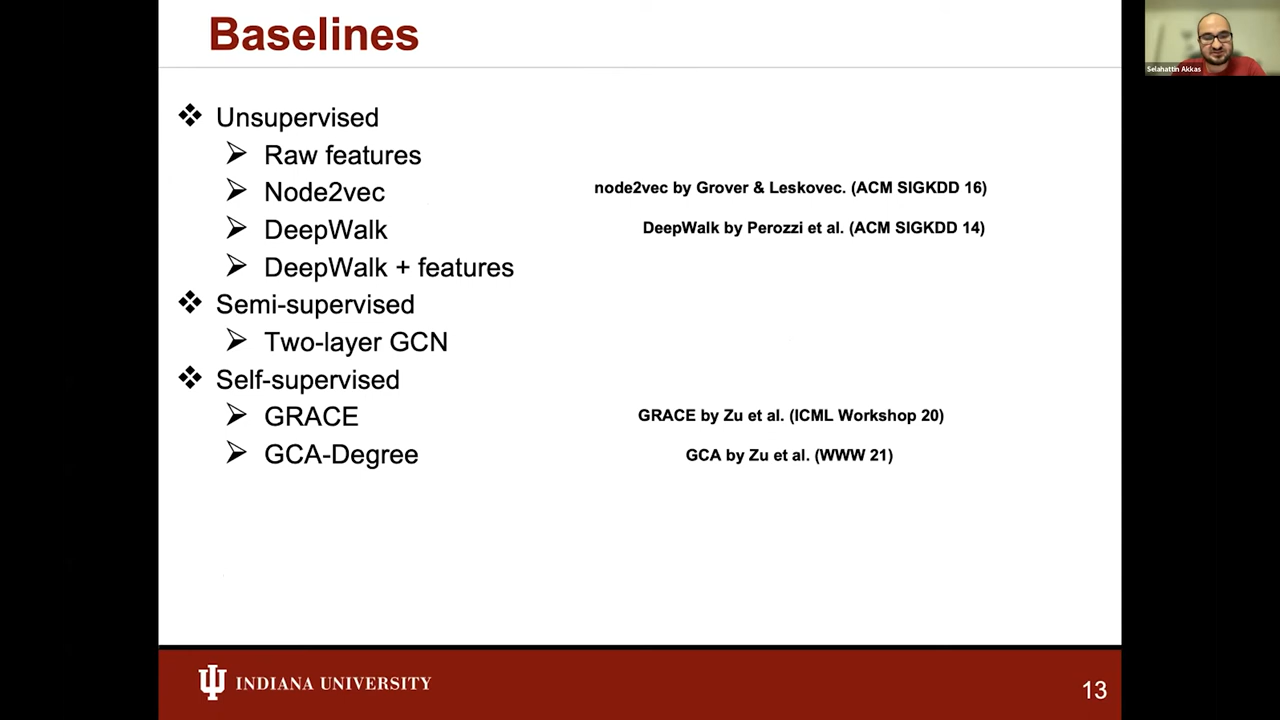 Baselines
Selahattin Akkas
Unsupervised
Raw features
Node2vec
node2vec by Grover & Leskovec. (ACM SIGKDD 16)
DeepWalk
DeepWalk by Perozzi et al. (ACM SIGKDD 14)
DeepWalk + features
Semi-supervised
Two-layer GCN
Self-supervised
GRACE
GRACE by Zu et al. (ICML Workshop 20)
GCA-Degree
GCA by Zu et al. (WWW 21)
INDIANA UNIVERSITY
13